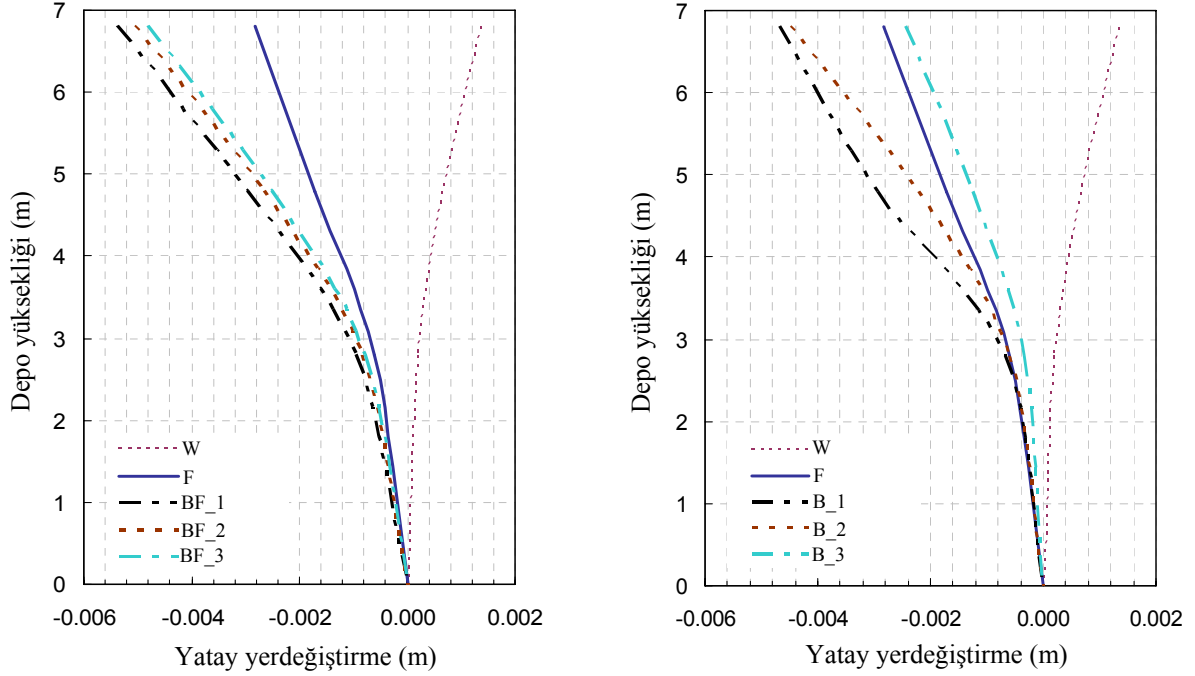 7
6
5
4
3
2
1
0
Depo yüksekliği (m)
W
F
BF_1
BF_2
BF_3
-0.006
-0.004
-0.002
0.000
0.002
Yatay yerdeğiştirme (m)
7
6
5
4
3
2
1
0
Depo yüksekliği (m)
W
F
B_1
B_2
B_3
-0.006
-0.004
-0.002
0.000
0.002
Yatay yerdeğiştirme (m)